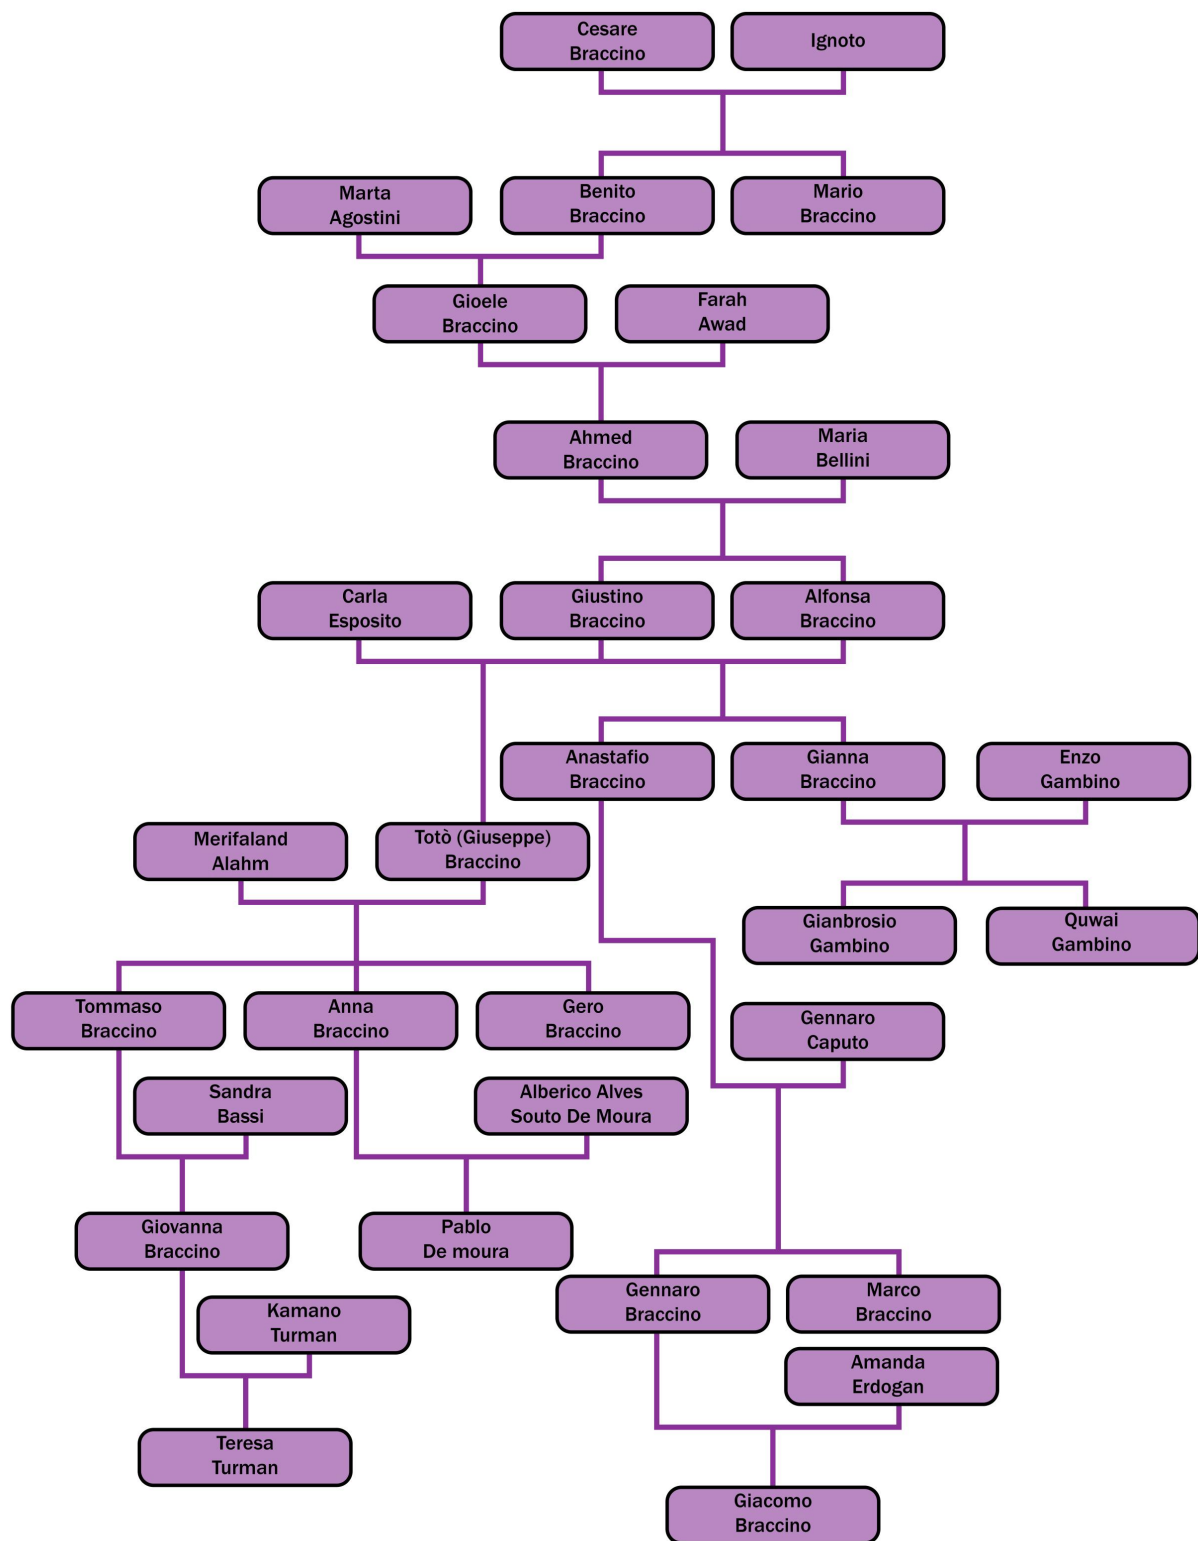 Cesare
Braccino
Ignoto
Marta
Agostini
Benito
Braccino
Mario
Braccino
Gioele
Braccino
Farah
Awad
Ahmed
Braccino
Maria
Bellini
Carla
Esposito
Giustino
Braccino
Alfonsa
Braccino
Anastafio
Braccino
Gianna
Braccino
Enzo
Gambino
Merifaland
Alahm
Totò (Giuseppe)
Braccino
Gianbrosio
Gambino
Quwai
Gambino
Tommaso
Braccino
Anna
Braccino
Gero
Braccino
Gennaro
Caputo
Sandra
Bassi
Alberico Alves
Souto De Moura
Giovanna
Braccino
Pablo
De moura
Gennaro
Braccino
Marco
Braccino
Kamano
Turman
Amanda
Erdogan
Teresa
Turman
Giacomo
Braccino